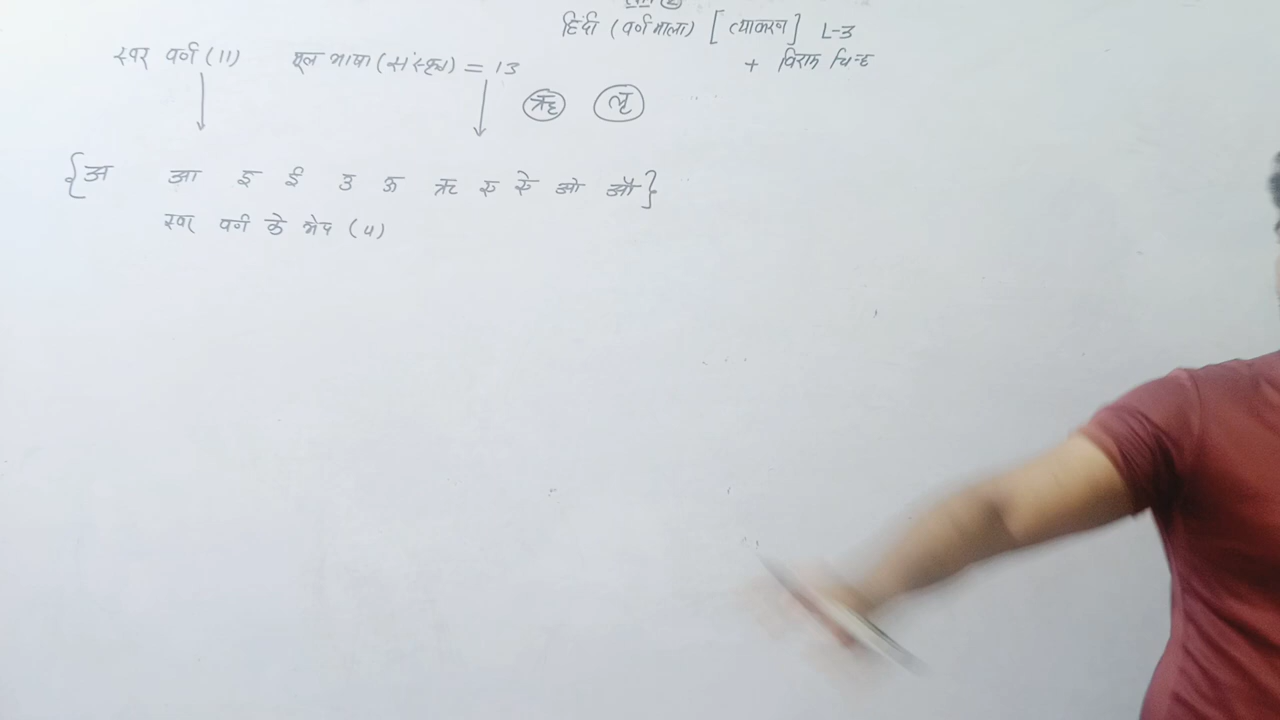 हिंदी (वर्णमाला) [व्याकरण] L-3
+ विराम चिन्ह
स्वर वर्ण (11) मूल भाषा (संस्कृत) = 13
ॠ ऌ
{अ आ इ ई उ ऊ ऋ ए ऐ ओ औ}
स्वर वर्ण के भेद (4)